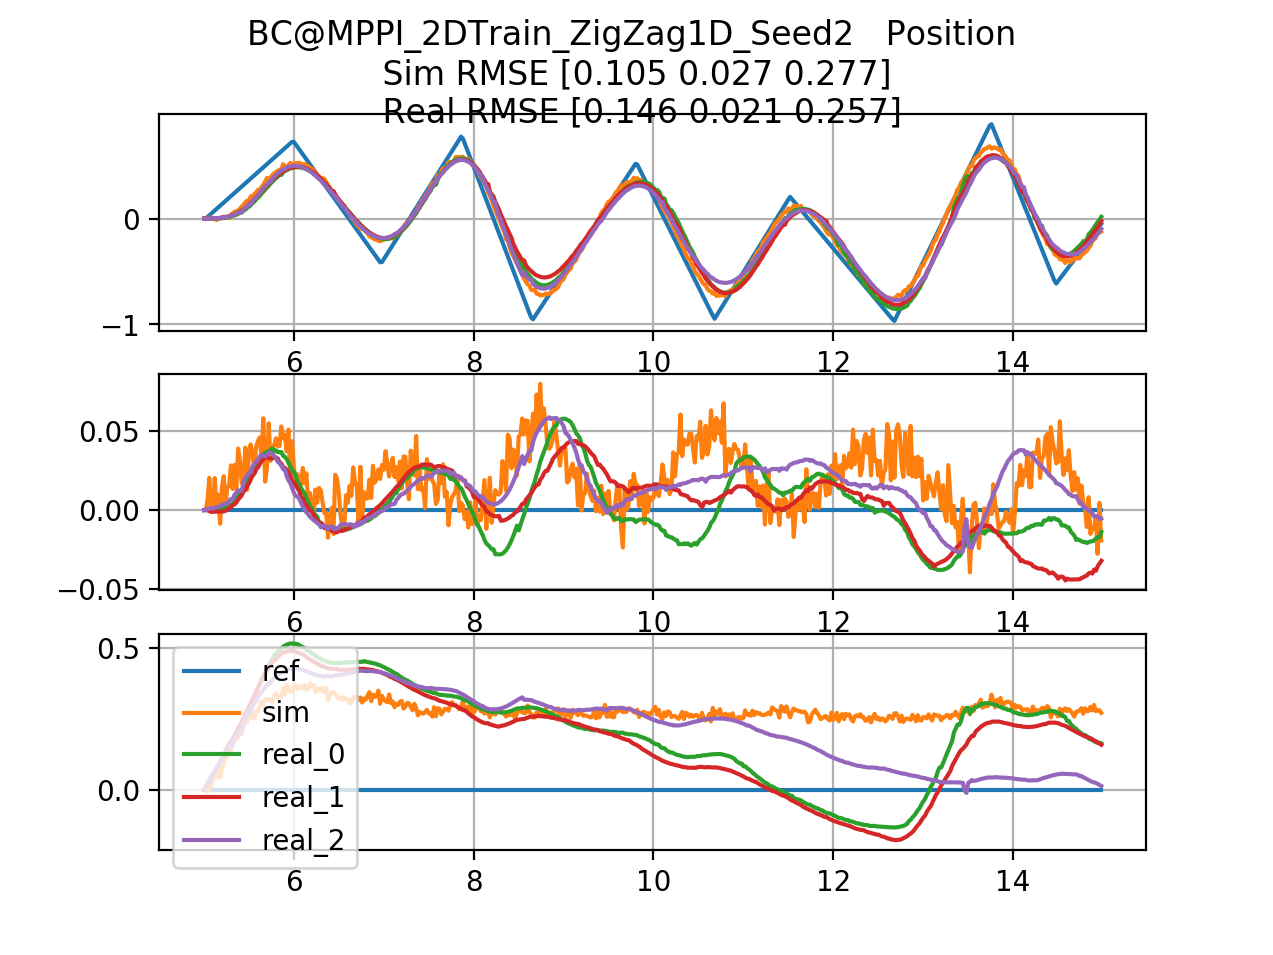 BC@MPPI_2DTrain_ZigZag1D_Seed2   Position
Sim RMSE [0.105 0.027 0.277]
Real RMSE [0.146 0.021 0.257]
0
−1
6 8 10 12 14
0.05
0.00
−0.05
6 8 10 12 14
0.5
0.0
ref
sim
real_0
real_1
real_2
6 8 10 12 14